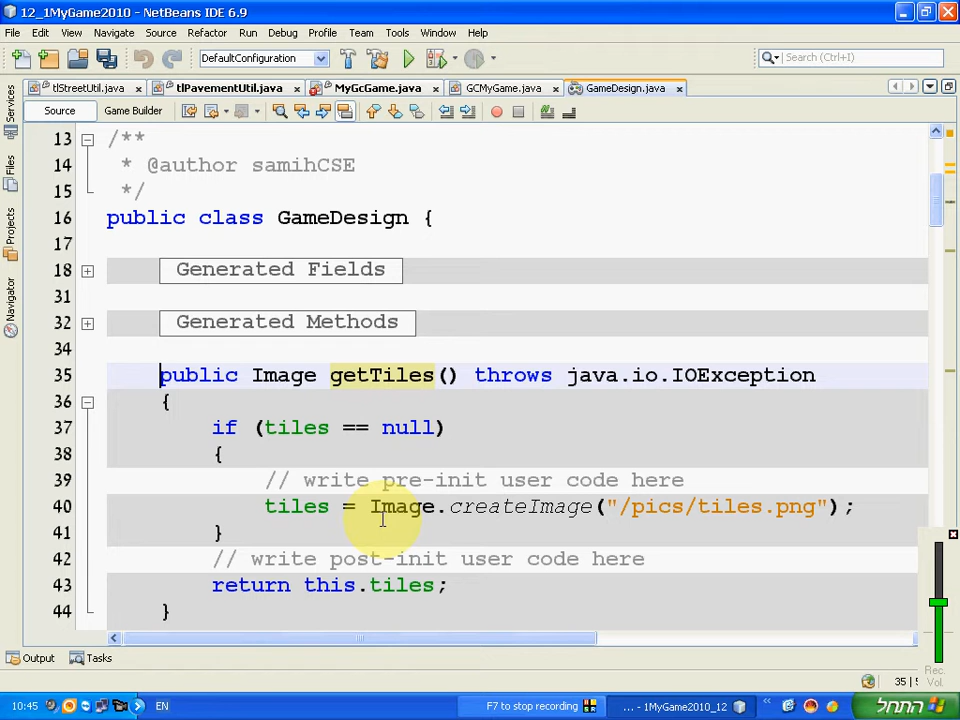 12_1MyGame2010 - NetBeans IDE 6.9
File Edit View Navigate Source Refactor Run Debug Profile Team Tools Window Help
DefaultConfiguration
Search (Ctrl+I)
tlStreetUtil.java tlPavementUtil.java MyGcGame.java GCMyGame.java GameDesign.java
Source Game Builder
Services
Files
Projects
Navigator
13 /**
14 * @author samihCSE
15 */
16 public class GameDesign {
17
18 Generated Fields
31
32 Generated Methods
34
35 public Image getTiles() throws java.io.IOException
36 {
37 if (tiles == null)
38 {
39 // write pre-init user code here
40 tiles = Image.createImage("/pics/tiles.png");
41 }
42 // write post-init user code here
43 return this.tiles;
44 }
Output Tasks
Rec.
Vol.
35
10:45 EN F7 to stop recording ... - 1MyGame2010_12 התחל